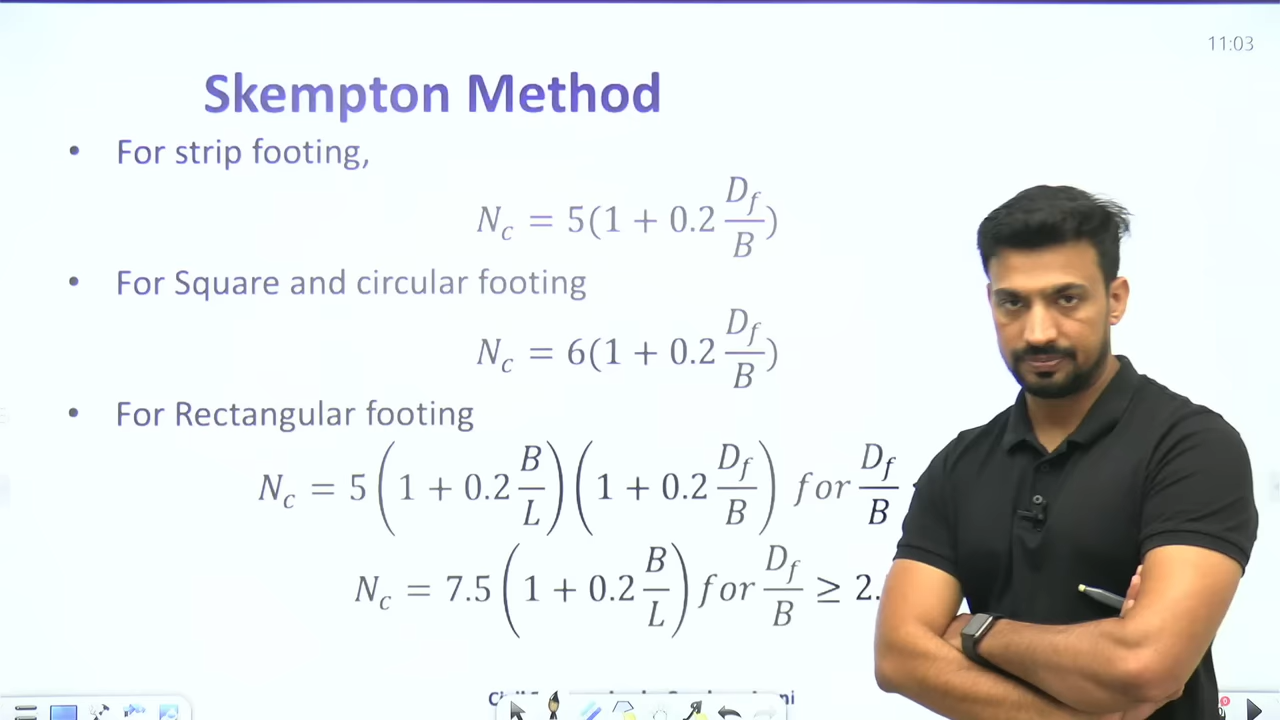 11:03
Skempton Method
• For strip footing,
N_c = 5(1 + 0.2 D_f/B)
• For Square and circular footing
N_c = 6(1 + 0.2 D_f/B)
• For Rectangular footing
N_c = 5(1 + 0.2 B/L)(1 + 0.2 D_f/B) for D_f/B
N_c = 7.5(1 + 0.2 B/L) for D_f/B ≥ 2.